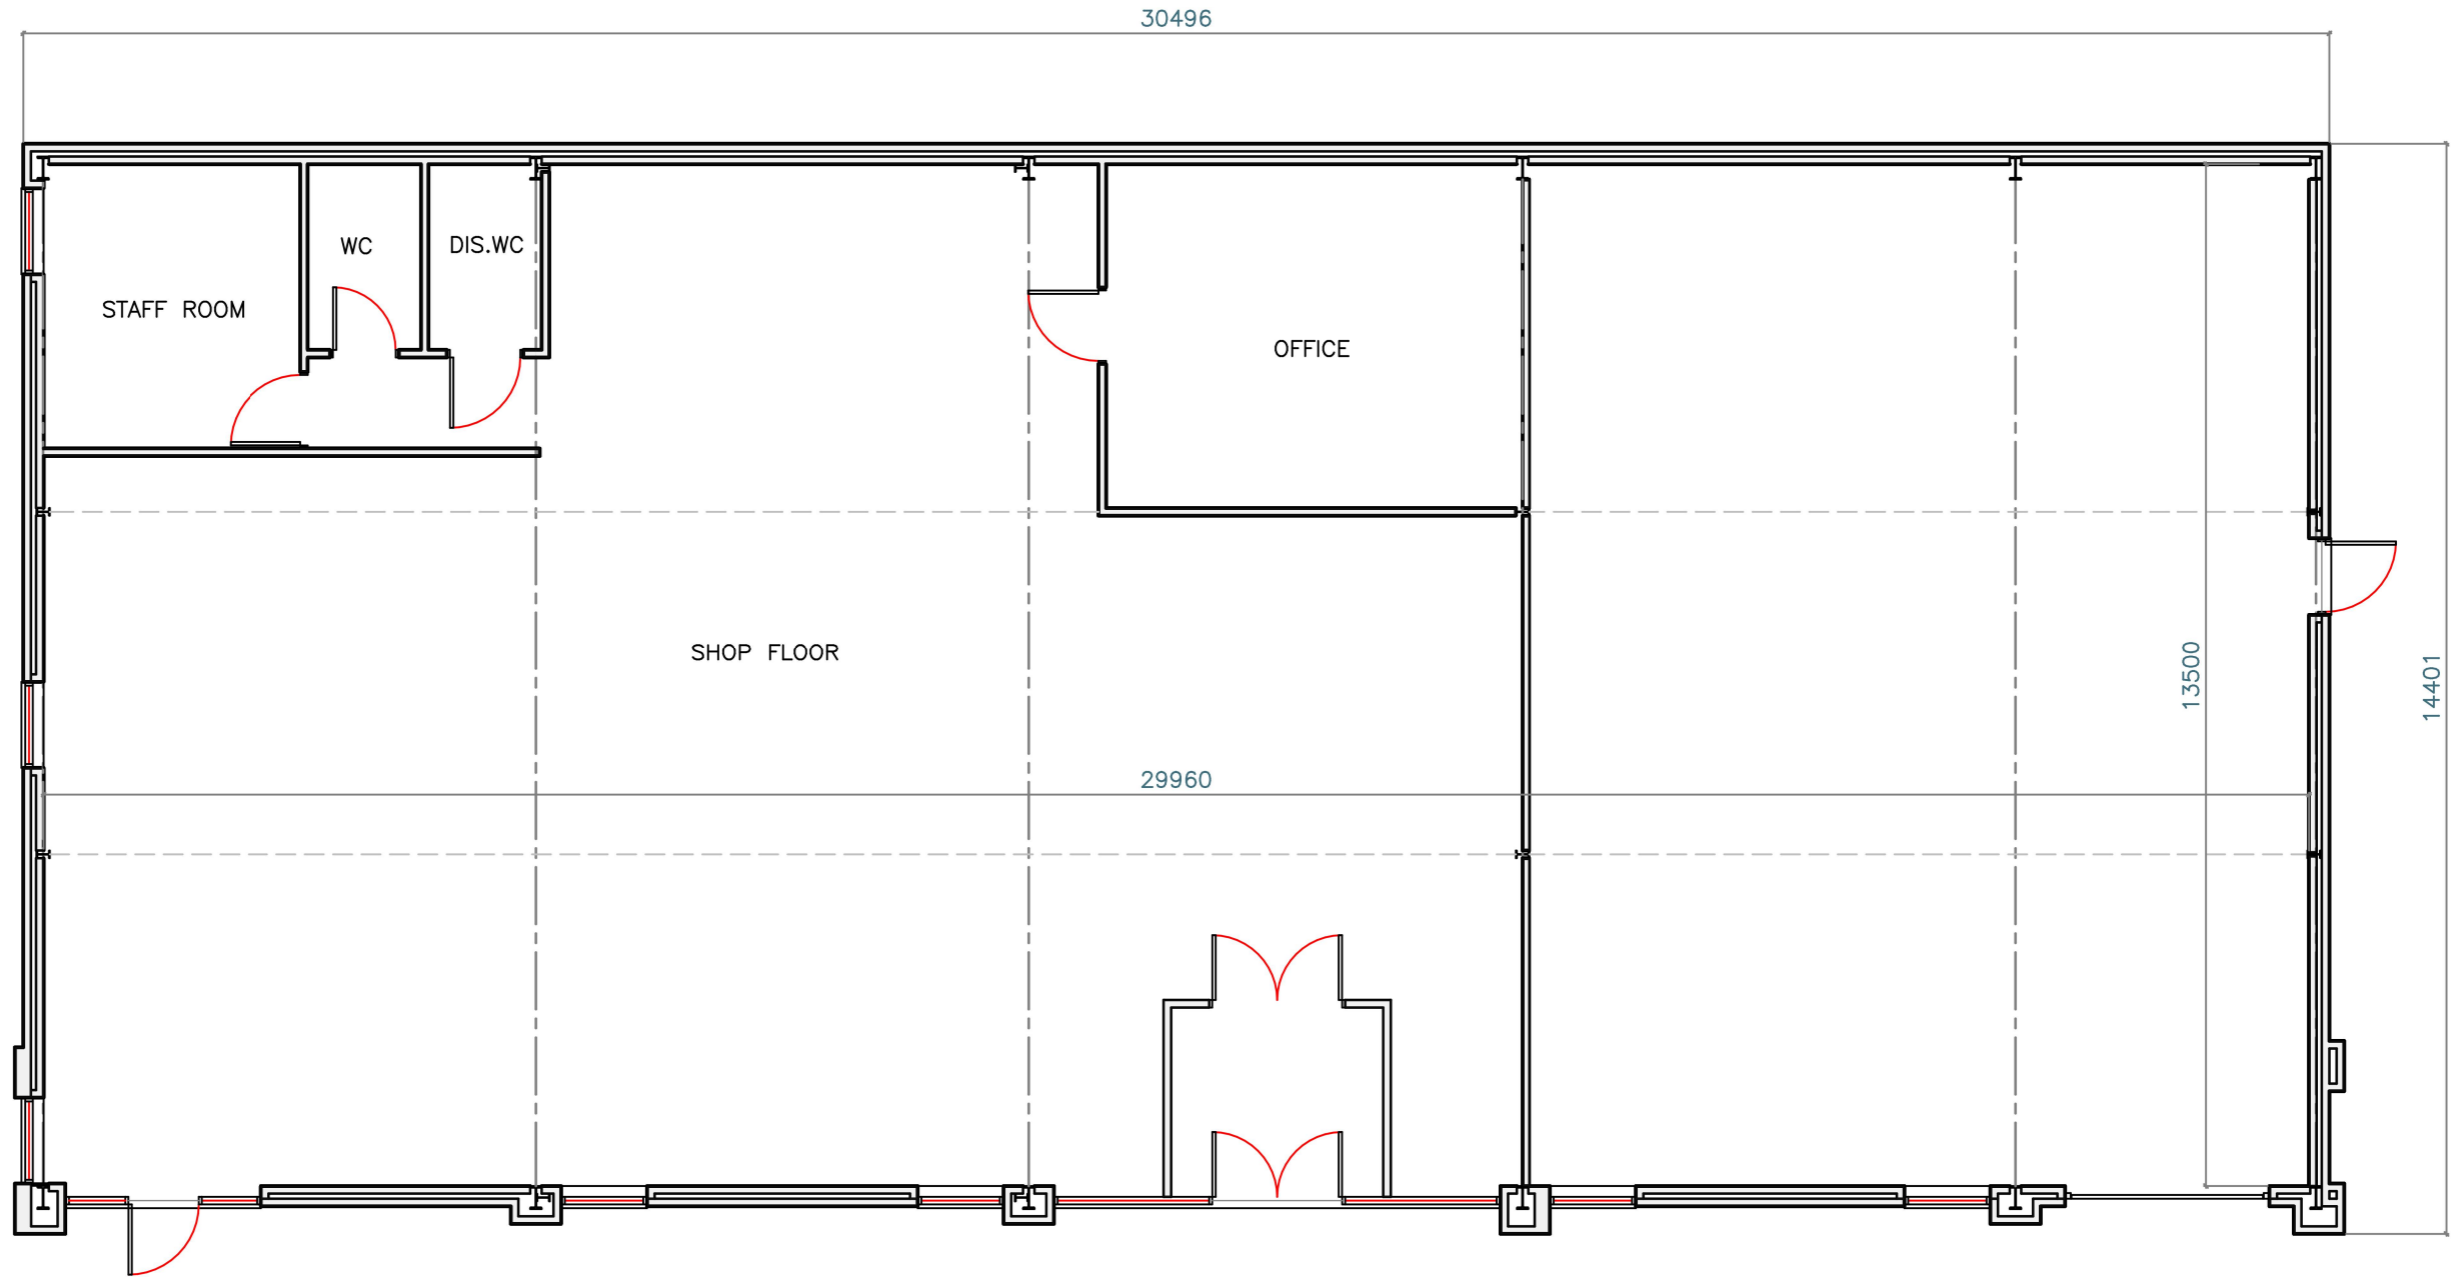 30496
WC
DIS.WC
STAFF ROOM
OFFICE
SHOP FLOOR
13500
14401
29960